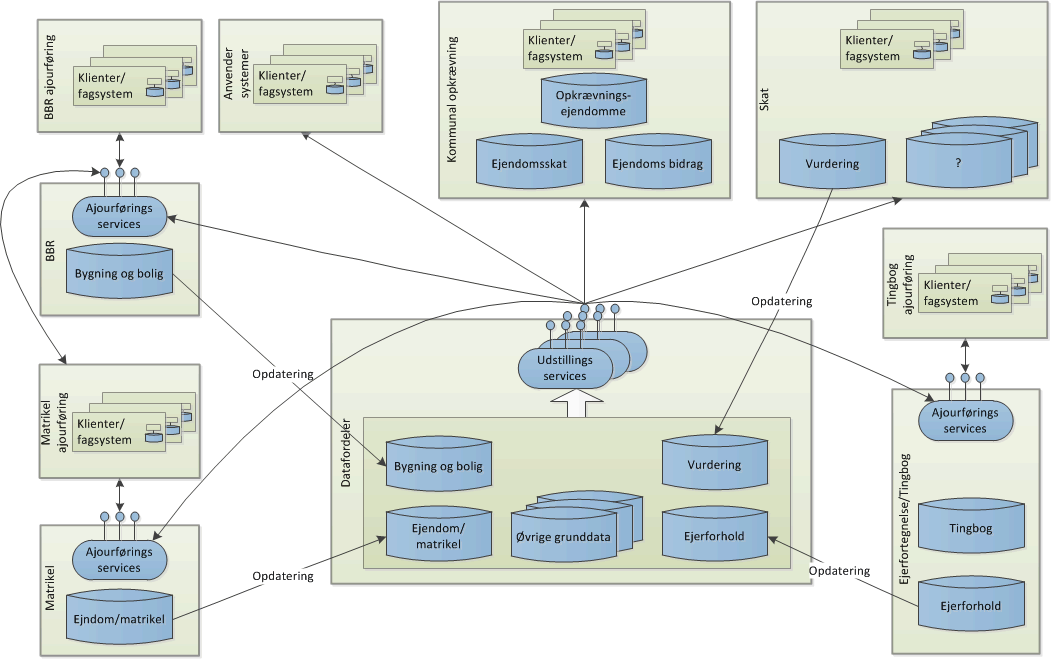 BBR ajourføring
Klienter/
fagsystem
Anvender
systemer
Klienter/
fagsystem
Kommunal opkrævning
Klienter/
fagsystem
Opkrævnings-
ejendomme
Ejendomsskat
Ejendoms bidrag
Skat
Klienter/
fagsystem
Vurdering
?
BBR
Ajourførings
services
Bygning og bolig
Tingbog
ajourføring
Klienter/
fagsystem
Opdatering
Opdatering
Matrikel
ajourføring
Klienter/
fagsystem
Datafordeler
Udstillings
services
Bygning og bolig
Vurdering
Ejendom/
matrikel
Øvrige grunddata
Ejerforhold
Ejerfortegnelse/Tingbog
Ajourførings
services
Tingbog
Ejerforhold
Matrikel
Ajourførings
services
Ejndom/matrikel
Opdatering
Opdatering